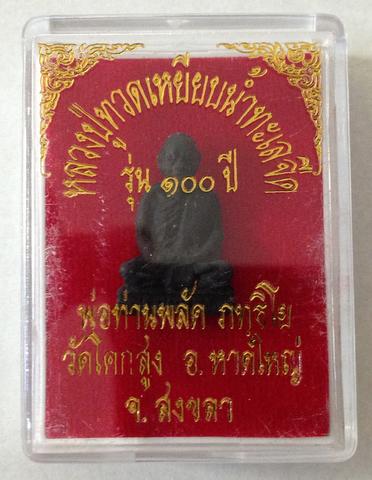 หลวงปู่ทวดเหยียบน้ำทะเลจืด
รุ่น ๑๐๐ ปี
พ่อท่านพลัด ภทฺริโย
วัดโคกสูง อ.หาดใหญ่
จ.สงขลา